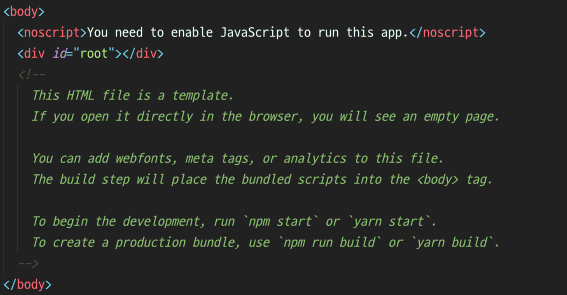 <body>
<noscript>You need to enable JavaScript to run this app.</noscript>
<div id="root"></div>
<!--
This HTML file is a template.
If you open it directly in the browser, you will see an empty page.
You can add webfonts, meta tags, or analytics to this file.
The build step will place the bundled scripts into the <body> tag.
To begin the development, run `npm start` or `yarn start`.
To create a production bundle, use `npm run build` or `yarn build`.
-->
</body>